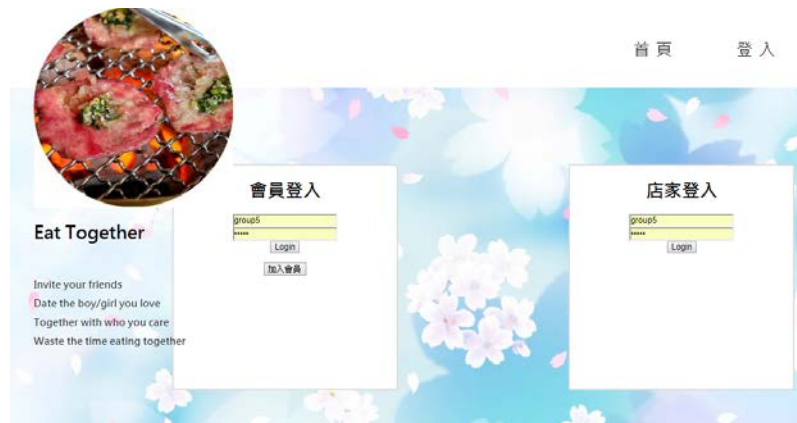 首頁 登入
會員登入
group5
•••••
Login
加入會員
店家登入
group5
•••••
Login
Eat Together
Invite your friends
Date the boy/girl you love
Together with who you care
Waste the time eating together